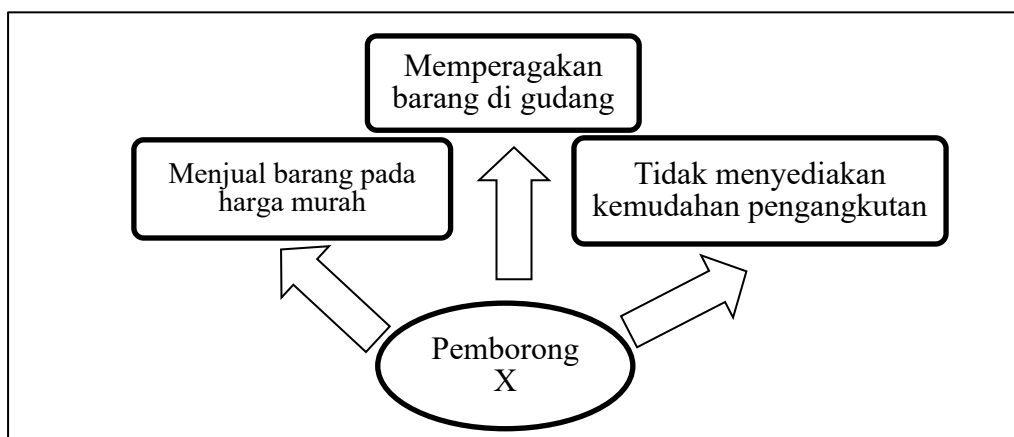 Memperagakan
barang di gudang
Menjual barang pada
harga murah
Tidak menyediakan
kemudahan pengangkutan
Pemborong
X